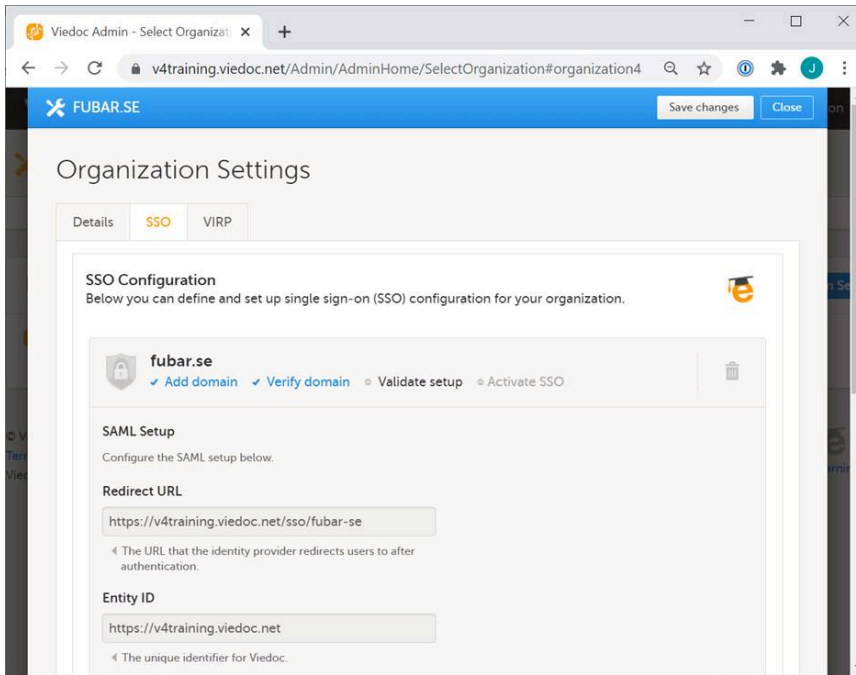 Viedoc Admin - Select Organizati
v4training.viedoc.net/Admin/AdminHome/SelectOrganization#organization4
J
FUBAR.SE
Save changes
Close
on
Organization Settings
Details
SSO
VIRP
SSO Configuration
Below you can define and set up single sign-on (SSO) configuration for your organization.
n Se
fubar.se
Add domain Verify domain Validate setup Activate SSO
SAML Setup
© V
Configure the SAML setup below.
Tern
Viec
Redirect URL
https://v4training.viedoc.net/sso/fubar-se
The URL that the identity provider redirects users to after
authentication.
Entity ID
https://v4training.viedoc.net
The unique identifier for Viedoc.